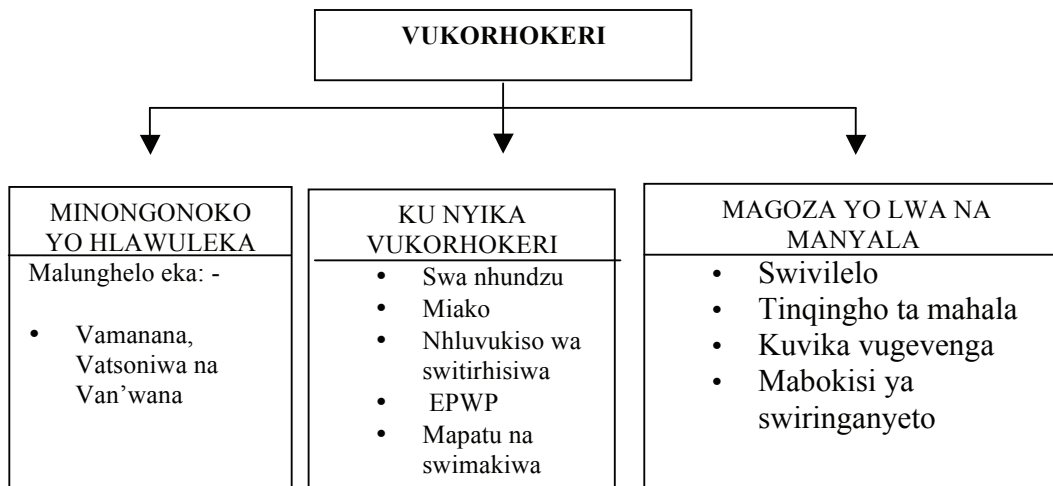 VUKORHOKERI
MINONGONOKO
YO HLAWULEKA
Malunghelo eka: -
• Vamanana,
Vatsoniwa na
Van’wana
KU NYIKA
VUKORHOKERI
• Swa nhundzu
• Miako
• Nhluvukiso wa
switirhisiwa
• EPWP
• Mapatu na
swimakiwa
MAGOZA YO LWA NA
MANYALA
• Swivilelo
• Tinqingho ta mahala
• Kuvika vugevenga
• Mabokisi ya
swiringanyeto